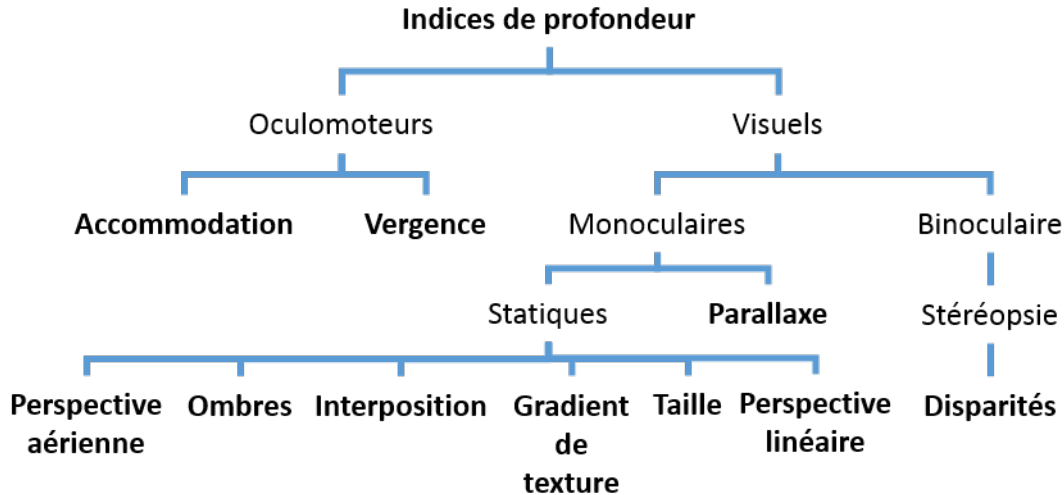 Indices de profondeur
Oculomoteurs
Visuels
Accommodation
Vergence
Monoculaires
Binoculaire
Statiques
Parallaxe
Stéréopsie
Perspective
aérienne
Ombres
Interposition
Gradient
de
texture
Taille
Perspective
linéaire
Disparités